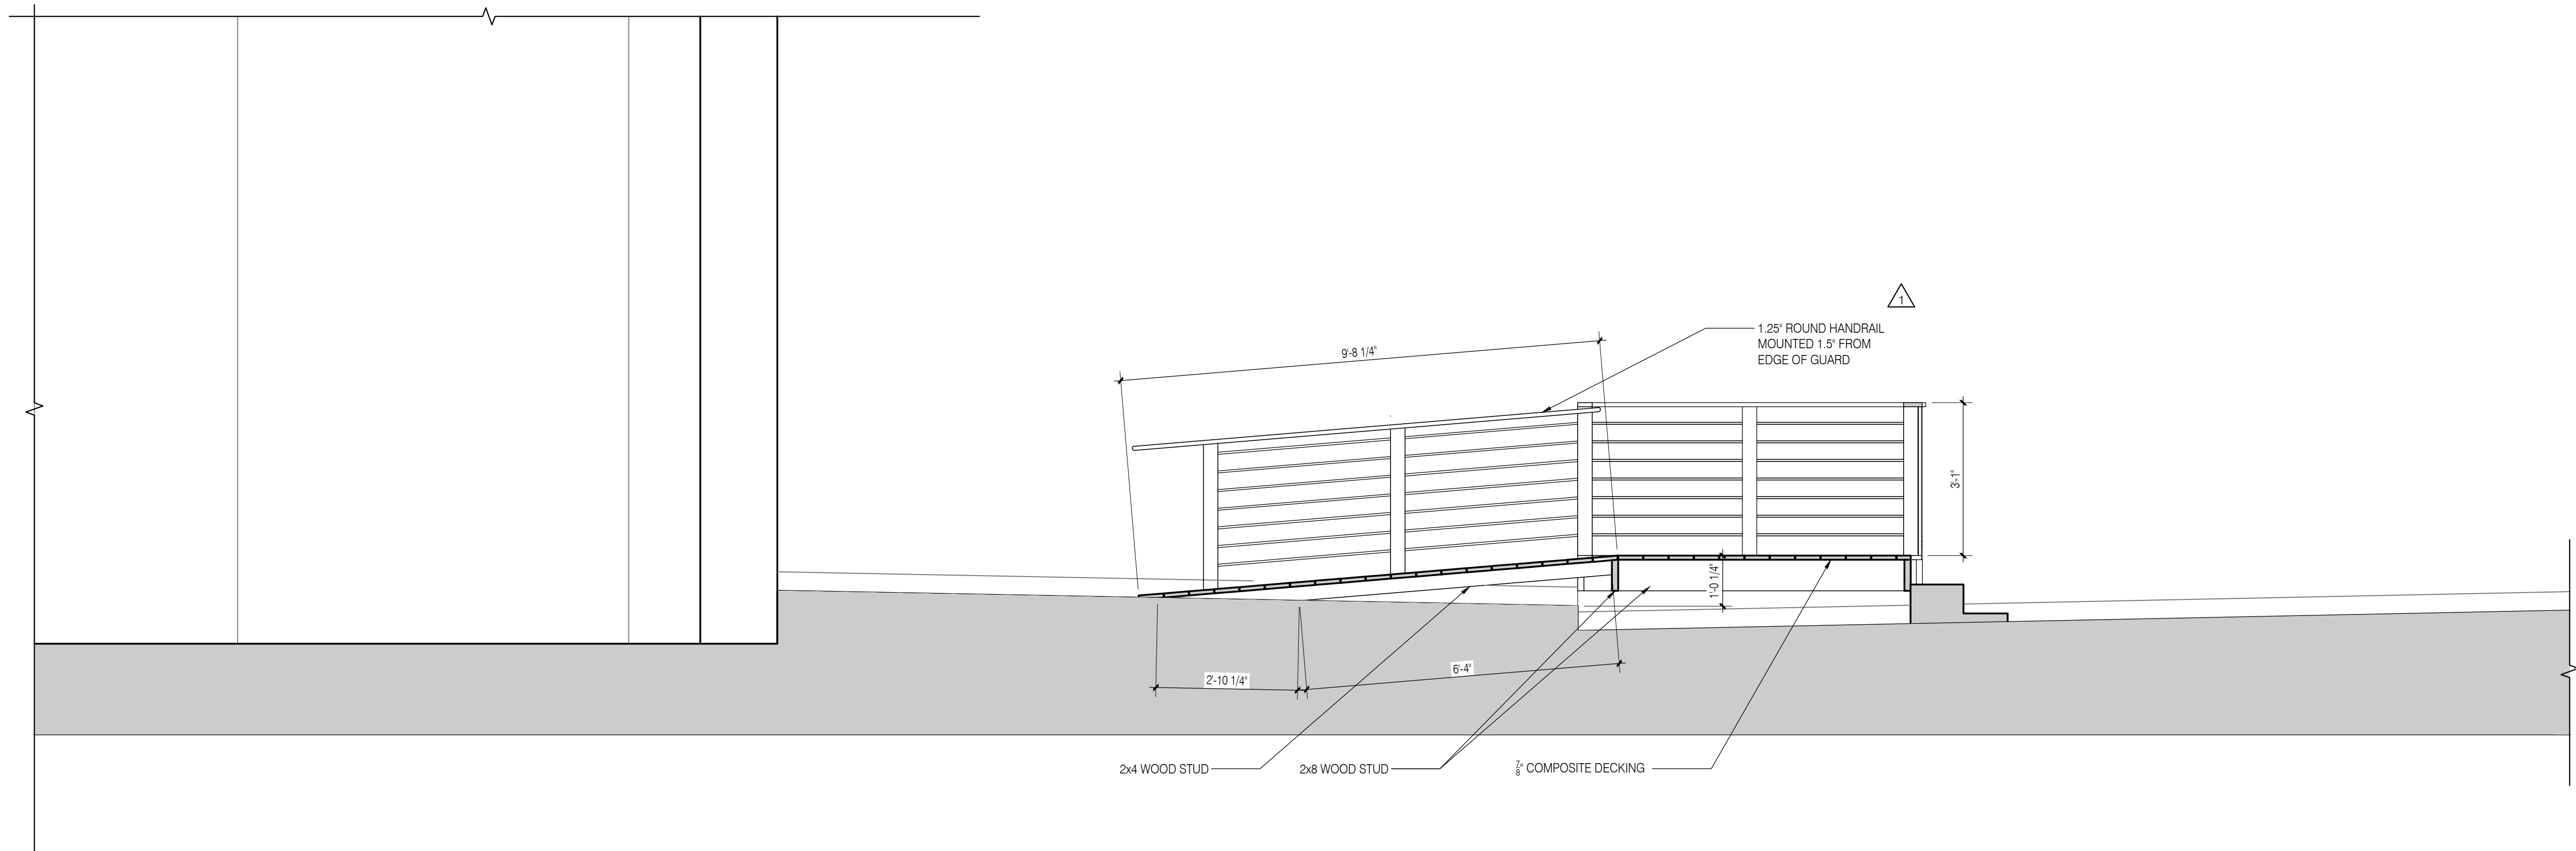 1
1.25" ROUND HANDRAIL
MOUNTED 1.5" FROM
EDGE OF GUARD
9'-8 1/4"
3'-1"
1'-0 1/4"
6'-4"
2'-10 1/4"
2x4 WOOD STUD
2x8 WOOD STUD
7/8" COMPOSITE DECKING